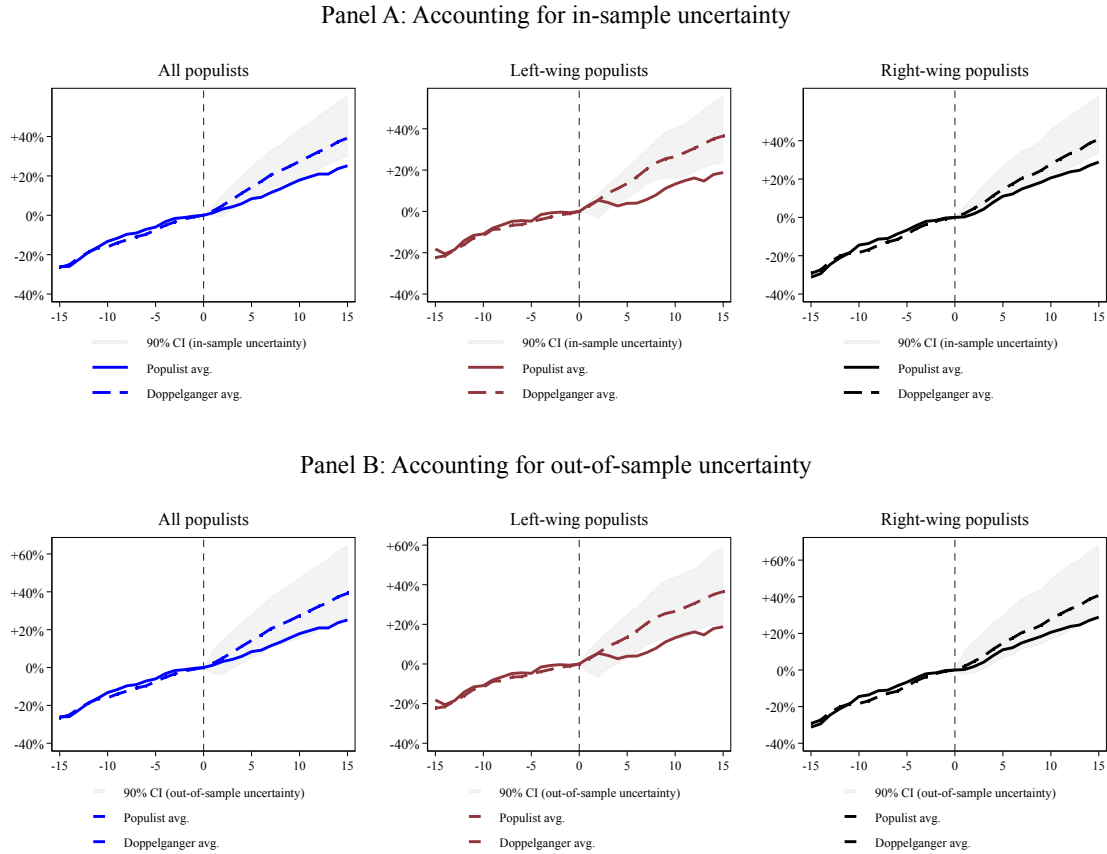 Panel A: Accounting for in-sample uncertainty
All populists
Left-wing populists
Right-wing populists
+40%
+20%
0%
-20%
-40%
-15 -10 -5 0 5 10 15
+40%
+20%
0%
-20%
-40%
-15 -10 -5 0 5 10 15
+40%
+20%
0%
-20%
-40%
-15 -10 -5 0 5 10 15
90% CI (in-sample uncertainty)
Populist avg.
Doppelganger avg.
90% CI (in-sample uncertainty)
Populist avg.
Doppelganger avg.
90% CI (in-sample uncertainty)
Populist avg.
Doppelganger avg.
Panel B: Accounting for out-of-sample uncertainty
All populists
Left-wing populists
Right-wing populists
+60%
+40%
+20%
0%
-20%
-40%
-15 -10 -5 0 5 10 15
+60%
+40%
+20%
0%
-20%
-40%
-15 -10 -5 0 5 10 15
+60%
+40%
+20%
0%
-20%
-40%
-15 -10 -5 0 5 10 15
90% CI (out-of-sample uncertainty)
Populist avg.
Doppelganger avg.
90% CI (out-of-sample uncertainty)
Populist avg.
Doppelganger avg.
90% CI (out-of-sample uncertainty)
Populist avg.
Doppelganger avg.